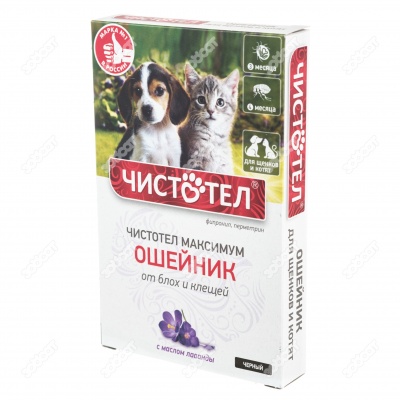 МАРКА №1
В РОССИИ
3 месяца
4 месяца
для щенков
и котят
ЧИСТОТЕЛ®
фипронил, перметрин
ЧИСТОТЕЛ МАКСИМУМ
ОШЕЙНИК
от блох и клещей
с маслом лаванды
ЧЕРНЫЙ
ЧИСТОТЕЛ®
ОШЕЙНИК
ДЛЯ ЩЕНКОВ И КОТЯТ